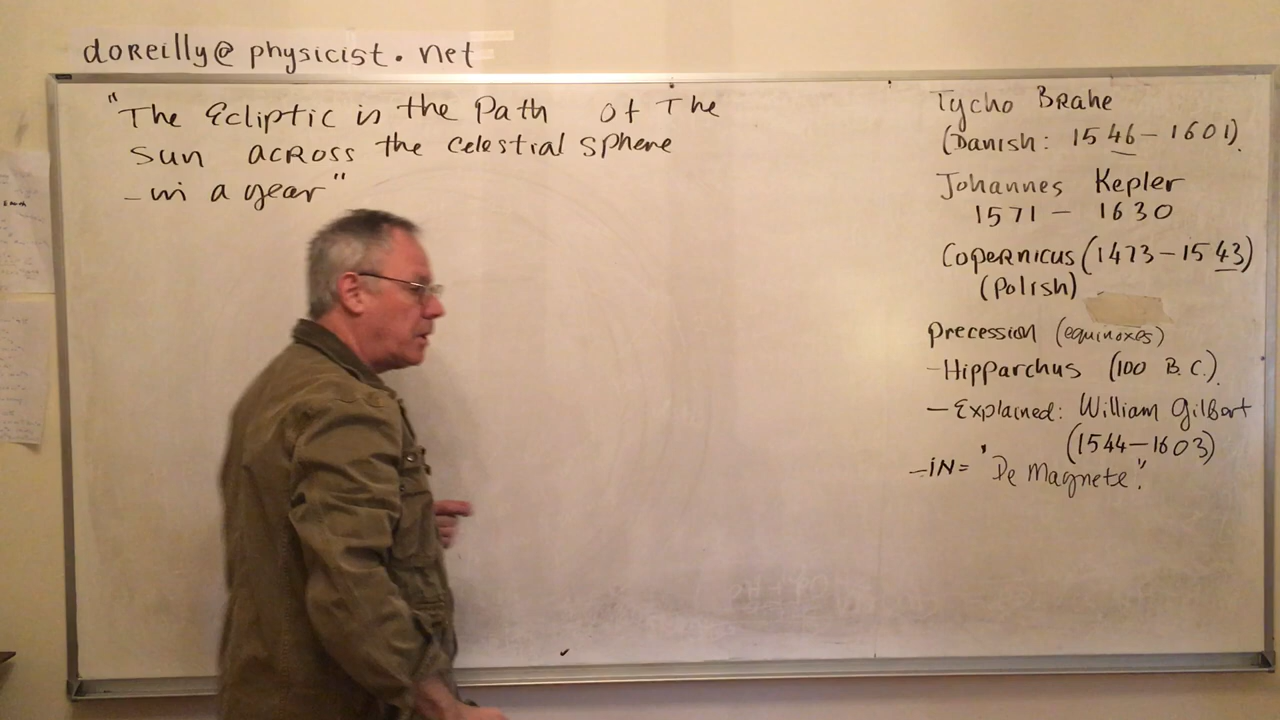 doreilly@physicist.net
"The Ecliptic is the Path of The
Sun across the celestial sphere
- in a year"
Tycho Brahe
(Danish: 1546-1601).
Johannes Kepler
1571 - 1630
Copernicus (1473-1543)
(Polish)
Precession (equinoxes)
-Hipparchus (100 B.C.).
- Explained: William Gilbert
(1544-1603)
-in= "De Magnete".